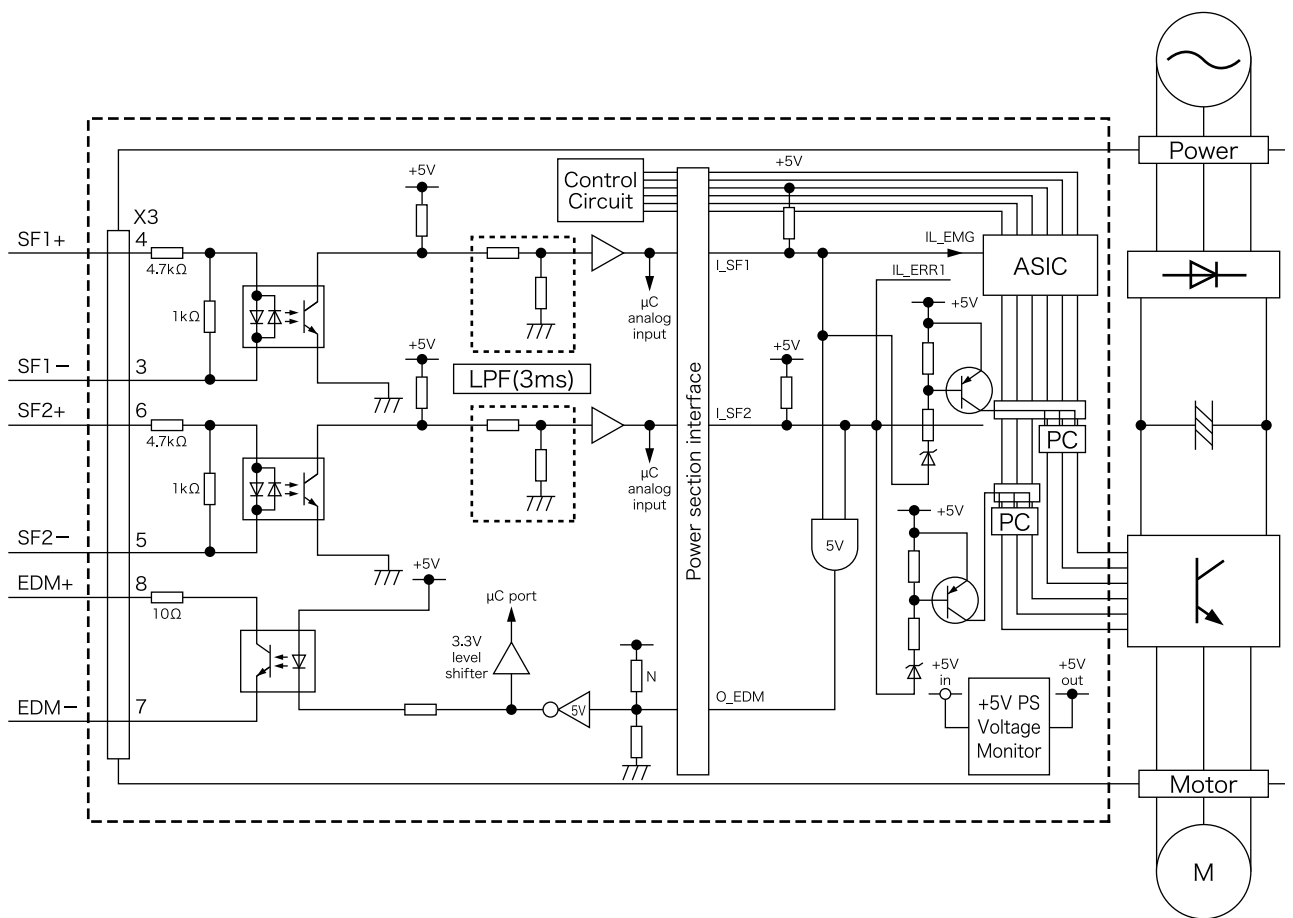 Power
+5V
+5V
Control
Circuit
X3
SF1+
4
4.7kΩ
1kΩ
SF1−
3
μC
analog
input
I_SF1
IL_EMG
IL_ERR1
ASIC
+5V
+5V
+5V
LPF(3ms)
SF2+
6
4.7kΩ
1kΩ
SF2−
5
μC
analog
input
Power section interface
I_SF2
PC
PC
5V
+5V
EDM+
8
10Ω
+5V
μC port
3.3V
level
shifter
N
5V
EDM−
7
O_EDM
+5V
in
+5V
out
+5V PS
Voltage
Monitor
Motor
M